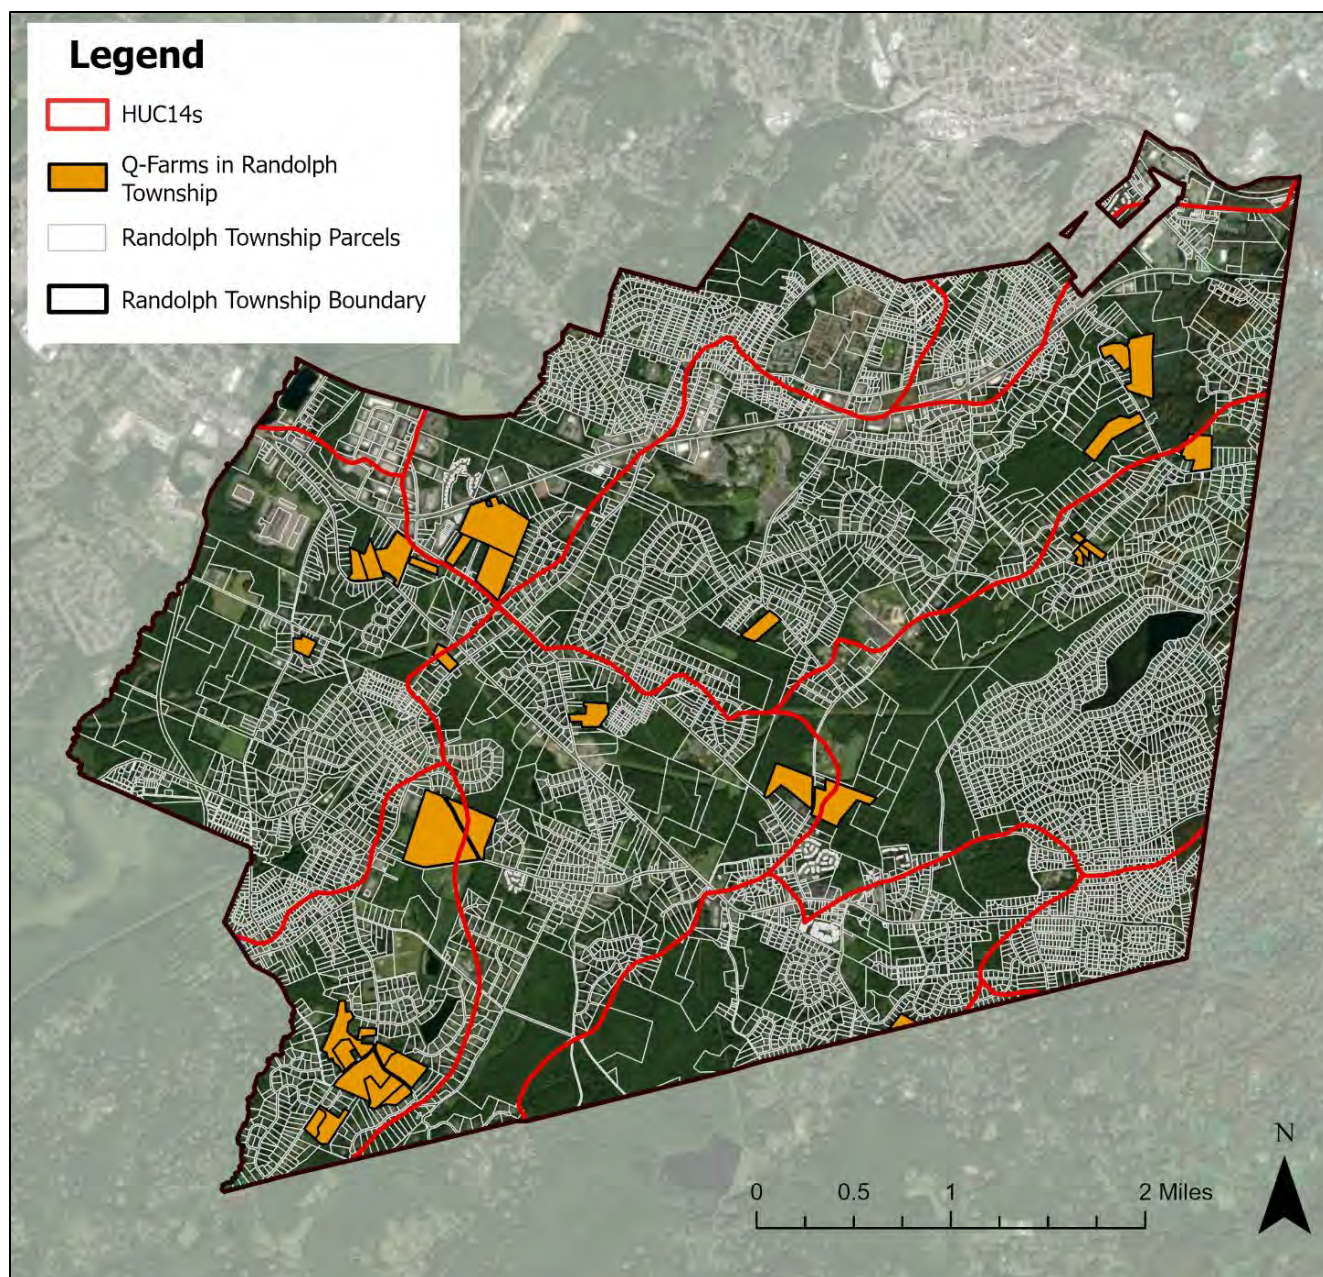 Legend
HUC14s
Q-Farms in Randolph
Township
Randolph Township Parcels
Randolph Township Boundary
N
0 0.5 1 2 Miles